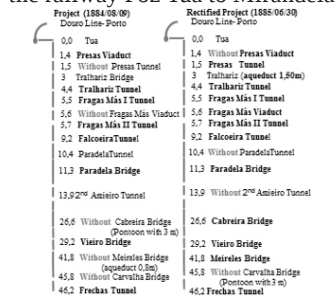 the railway Foz Tua to Mirandela
Project (1884/08/09)
Douro Line- Porto
0,0 Tua
1,4 Presas Viaduct
1,5 Without Presas Tunnel
3 Tralhariz Bridge
4,4 Tralhariz Tunnel
5,5 Fragas Más I Tunnel
5,6 Without Fragas Más Viaduct
5,7 Fragas Más II Tunnel
9,2 FalcoeiraTunnel
10,4 ParadelaTunnel
11,3 Paradela Bridge
13,9 2nd Amieiro Tunnel
26,6 Without Cabreira Bridge
(Pontoon with 3 m)
29,2 Vieiro Bridge
41,8 Without Meireles Bridge
(aqueduct 0,8m)
45,8 Without Carvalha Bridge
46,2 Frechas Tunnel
Rectified Project (1885/06/30)
Douro Line- Porto
0,0 Tua
1,4 Without Presas Viaduct
1,5 Presas Tunnel
3 Tralhariz (aqueduct 1,50m)
4,4 Tralhariz Tunnel
5,5 Fragas Más I Tunnel
5,6 Fragas Más Viaduct
5,7 Fragas Más II Tunnel
9,2 Falcoeira Tunnel
10,4 Without ParadelaTunnel
11,3 Paradela Bridge
13,9 Without 2nd Amieiro Tunnel
26,6 Cabreira Bridge
29,2 Vieiro Bridge
41,8 Meireles Bridge
45,8 Without Carvalha Bridge
(Pontoon with 3 m)
46,2 Frechas Tunnel